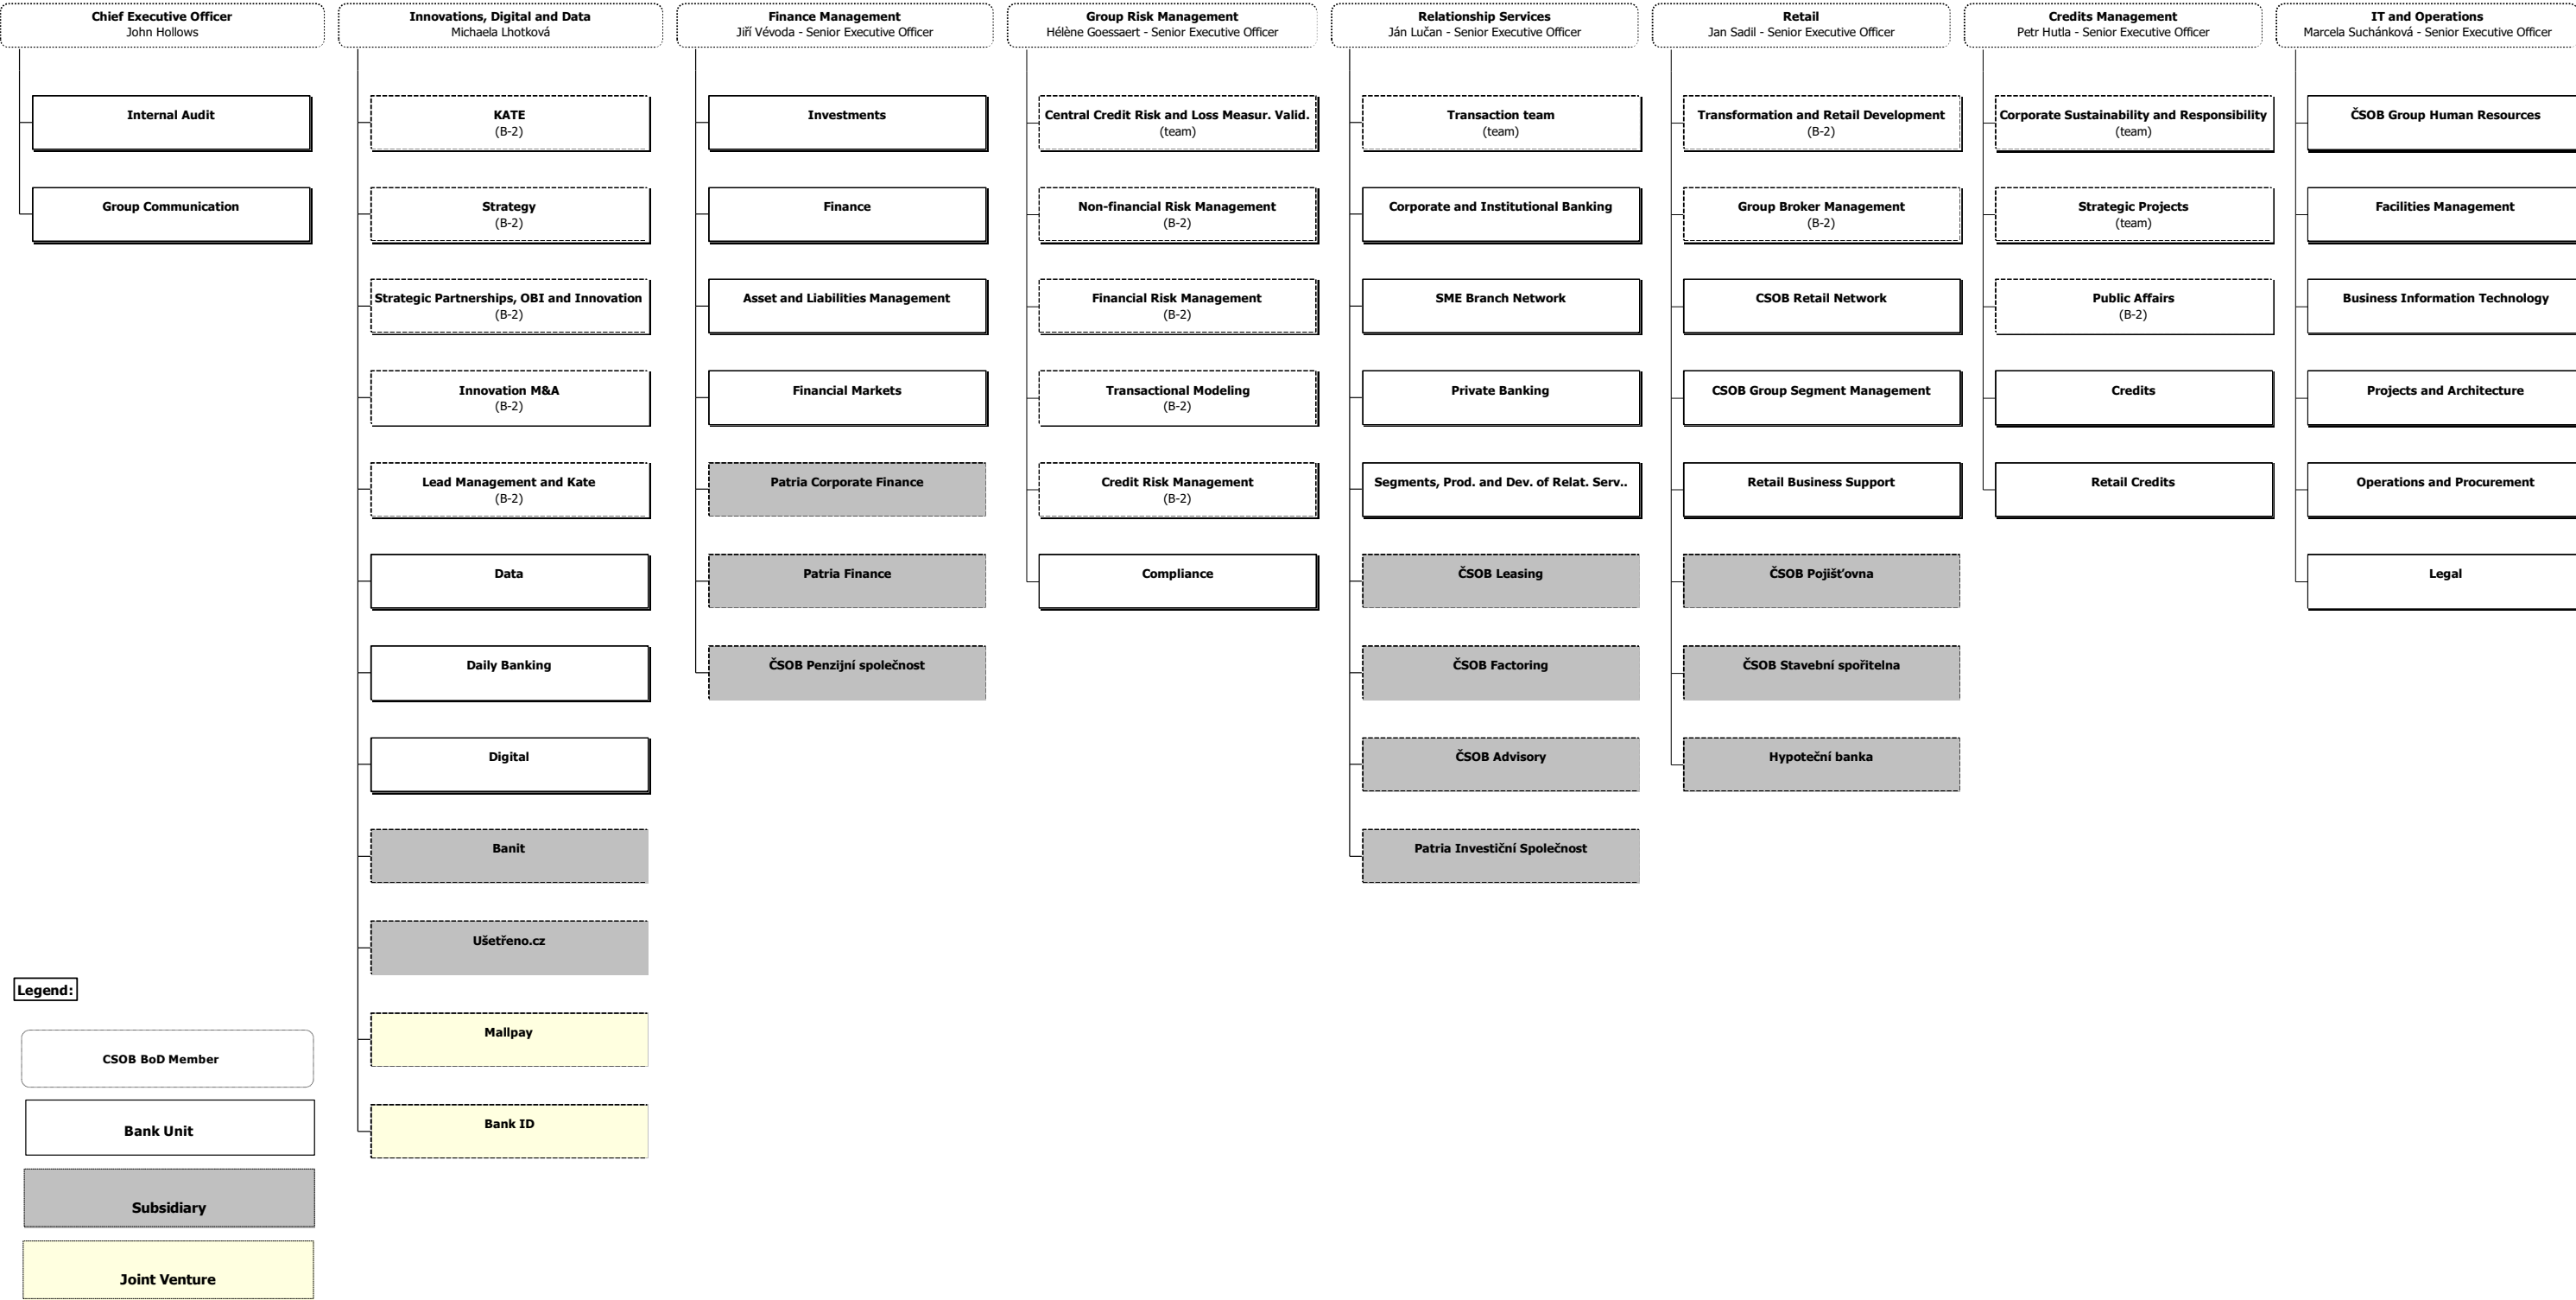 Chief Executive Officer
John Hollows
Internal Audit
Group Communication
Innovations, Digital and Data
Michaela Lhotková
KATE
(B-2)
Strategy
(B-2)
Strategic Partnerships, OBI and Innovation
(B-2)
Innovation M&A
(B-2)
Lead Management and Kate
(B-2)
Data
Daily Banking
Digital
Banit
Ušetřeno.cz
Mallpay
Bank ID
Finance Management
Jiří Vévoda - Senior Executive Officer
Investments
Finance
Asset and Liabilities Management
Financial Markets
Patria Corporate Finance
Patria Finance
ČSOB Penzijní společnost
Group Risk Management
Hélène Goessaert - Senior Executive Officer
Central Credit Risk and Loss Measur. Valid.
(team)
Non-financial Risk Management
(B-2)
Financial Risk Management
(B-2)
Transactional Modeling
(B-2)
Credit Risk Management
(B-2)
Compliance
Relationship Services
Ján Lučan - Senior Executive Officer
Transaction team
(team)
Corporate and Institutional Banking
SME Branch Network
Private Banking
Segments, Prod. and Dev. of Relat. Serv..
ČSOB Leasing
ČSOB Factoring
ČSOB Advisory
Patria Investiční Společnost
Retail
Jan Sadil - Senior Executive Officer
Transformation and Retail Development
(B-2)
Group Broker Management
(B-2)
CSOB Retail Network
CSOB Group Segment Management
Retail Business Support
ČSOB Pojišťovna
ČSOB Stavební spořitelna
Hypoteční banka
Credits Management
Petr Hutla - Senior Executive Officer
Corporate Sustainability and Responsibility
(team)
Strategic Projects
(team)
Public Affairs
(B-2)
Credits
Retail Credits
IT and Operations
Marcela Suchánková - Senior Executive Officer
ČSOB Group Human Resources
Facilities Management
Business Information Technology
Projects and Architecture
Operations and Procurement
Legal
Legend:
CSOB BoD Member
Bank Unit
Subsidiary
Joint Venture